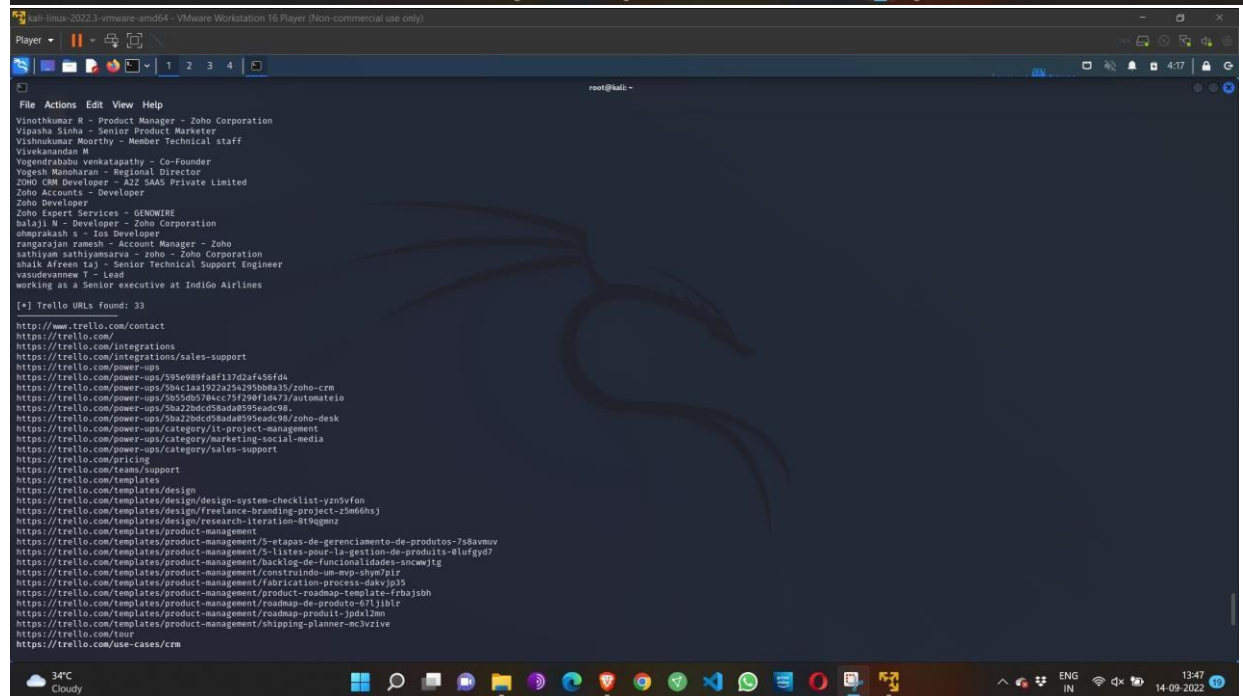 kali-linux-2022.3-vmware-amd64 - VMware Workstation 16 Player (Non-commercial use only)
Player
1 2 3 4
4:17
root@kali: ~
File Actions Edit View Help
Vinothkumar R - Product Manager - Zoho Corporation
Vipasha Sinha - Senior Product Marketer
Vishnukumar Moorthy - Member Technical staff
Vivekanandan M
Yogendrababu venkatapathy - Co-Founder
Yogesh Manoharan - Regional Director
ZOHO CRM Developer - A2Z SAAS Private Limited
Zoho Accounts - Developer
Zoho Developer
Zoho Expert Services - GENOWIRE
balaji N - Developer - Zoho Corporation
ohmprakash s - Ios Developer
rangarajan ramesh - Account Manager - Zoho
sathiyam sathiyamsarva - zoho - Zoho Corporation
shaik Afreen taj - Senior Technical Support Engineer
vasudevannew T - Lead
working as a Senior executive at IndiGo Airlines
[*] Trello URLs found: 33
http://www.trello.com/contact
https://trello.com/
https://trello.com/integrations
https://trello.com/integrations/sales-support
https://trello.com/power-ups
https://trello.com/power-ups/595e989fa8f137d2af456fd4
https://trello.com/power-ups/5b4c1aa1922a254295bb0a35/zoho-crm
https://trello.com/power-ups/5b55db5704cc75f290f1d473/automateio
https://trello.com/power-ups/5ba22bdcd58ada0595eadc98.
https://trello.com/power-ups/5ba22bdcd58ada0595eadc98/zoho-desk
https://trello.com/power-ups/category/it-project-management
https://trello.com/power-ups/category/marketing-social-media
https://trello.com/power-ups/category/sales-support
https://trello.com/pricing
https://trello.com/teams/support
https://trello.com/templates
https://trello.com/templates/design
https://trello.com/templates/design/design-system-checklist-yzn5vfon
https://trello.com/templates/design/freelance-branding-project-z5m66hsj
https://trello.com/templates/design/research-iteration-8t9qgmnz
https://trello.com/templates/product-management
https://trello.com/templates/product-management/5-etapas-de-gerenciamento-de-produtos-7s8avmuv
https://trello.com/templates/product-management/5-listes-pour-la-gestion-de-produits-0lufgyd7
https://trello.com/templates/product-management/backlog-de-funcionalidades-sncwwjtg
https://trello.com/templates/product-management/construindo-um-mvp-shym7pir
https://trello.com/templates/product-management/fabrication-process-dakvjp35
https://trello.com/templates/product-management/product-roadmap-template-frbajsbh
https://trello.com/templates/product-management/roadmap-de-produto-67ljiblr
https://trello.com/templates/product-management/roadmap-produit-jpdxl2mn
https://trello.com/templates/product-management/shipping-planner-mc3vzive
https://trello.com/tour
https://trello.com/use-cases/crm
34°C
Cloudy
ENG
IN
13:47
14-09-2022
19